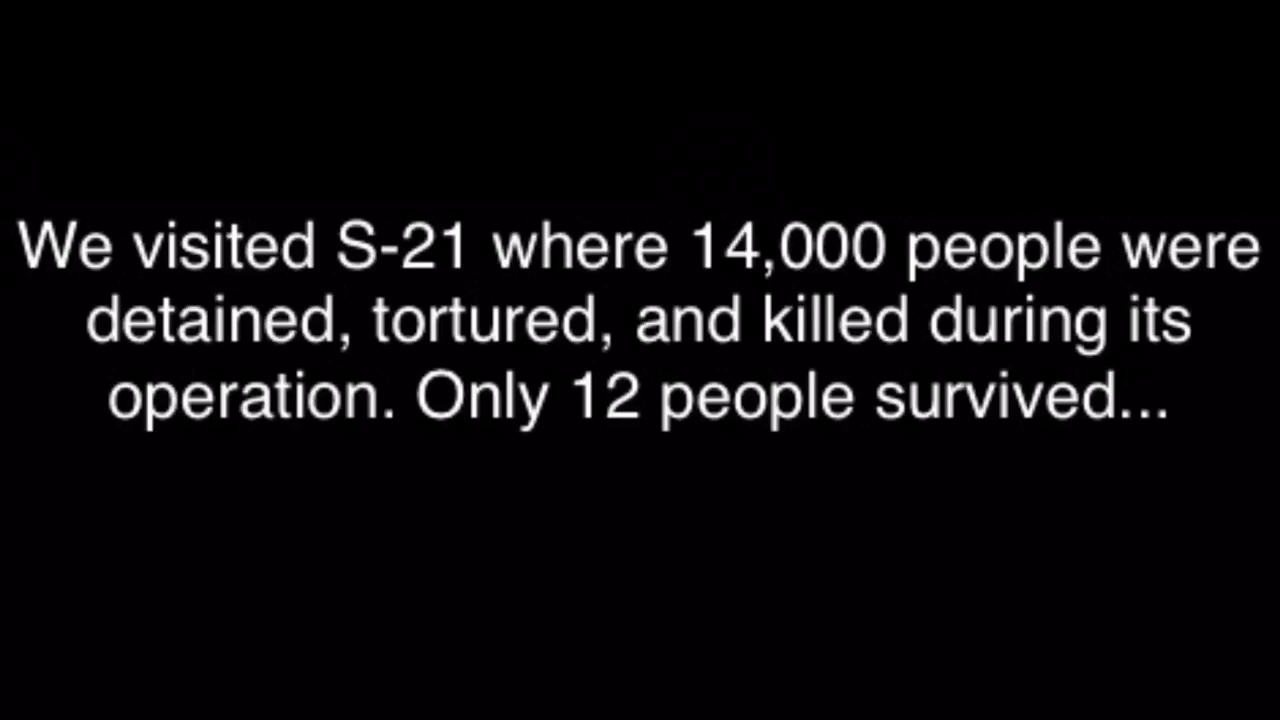 We visited S-21 where 14,000 people were
detained, tortured, and killed during its
operation. Only 12 people survived...